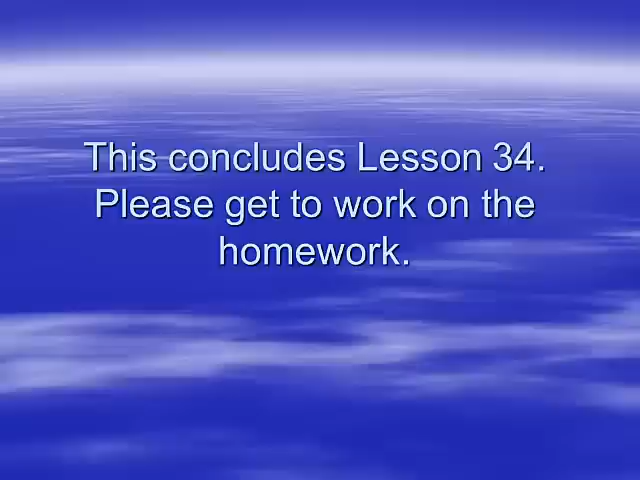 This concludes Lesson 34.
Please get to work on the
homework.